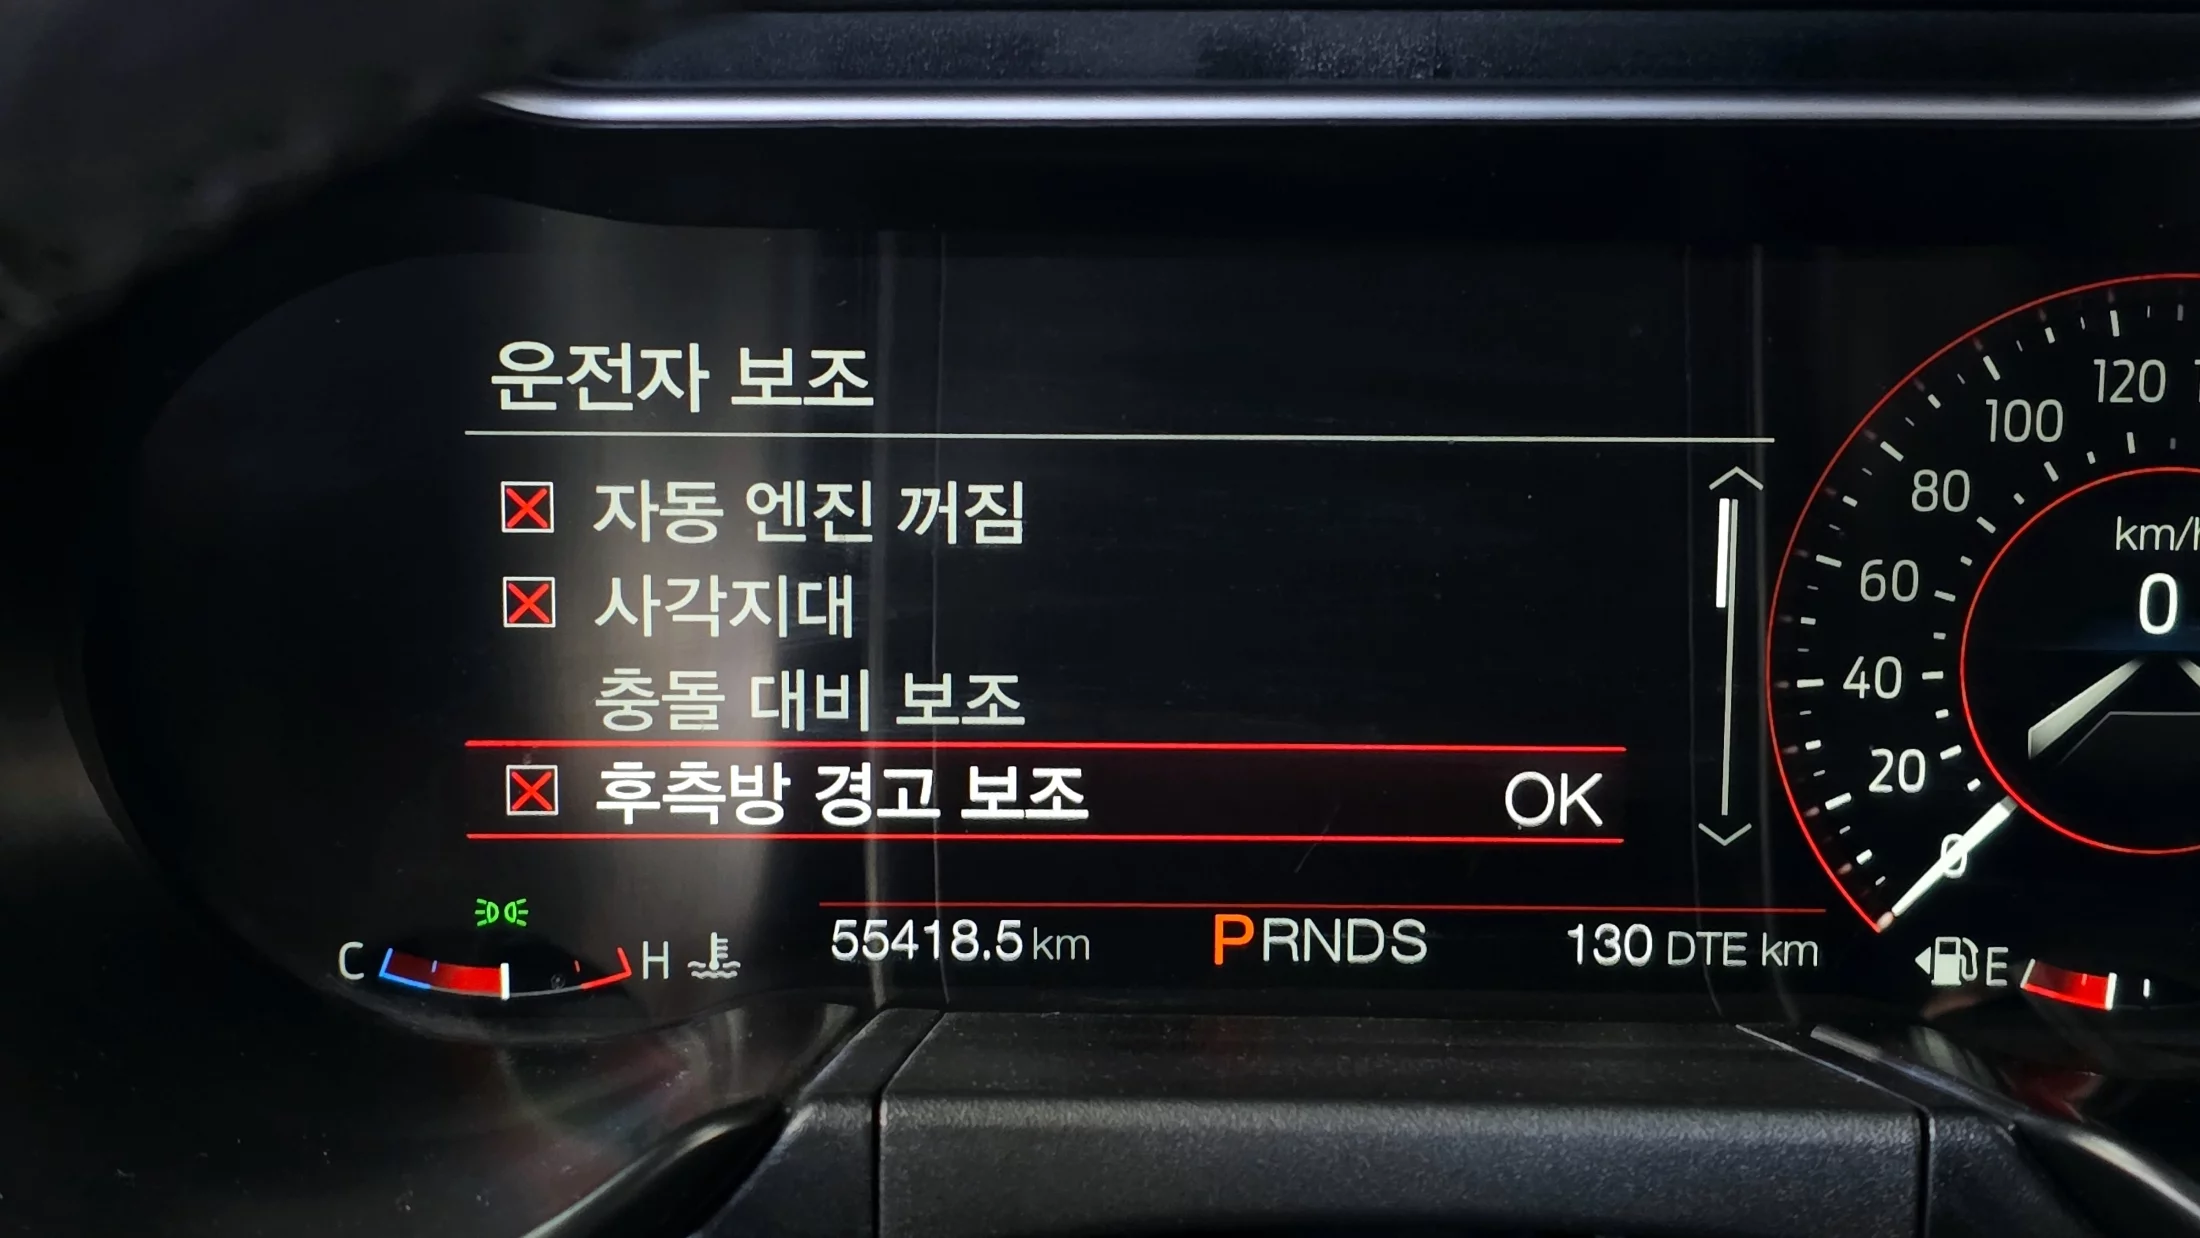 운전자 보조
자동 엔진 꺼짐
사각지대
충돌 대비 보조
후측방 경고 보조 OK
120
100
80
60
40
20
0
km/h
0
C H
55418.5 km PRNDS 130 DTE km
E